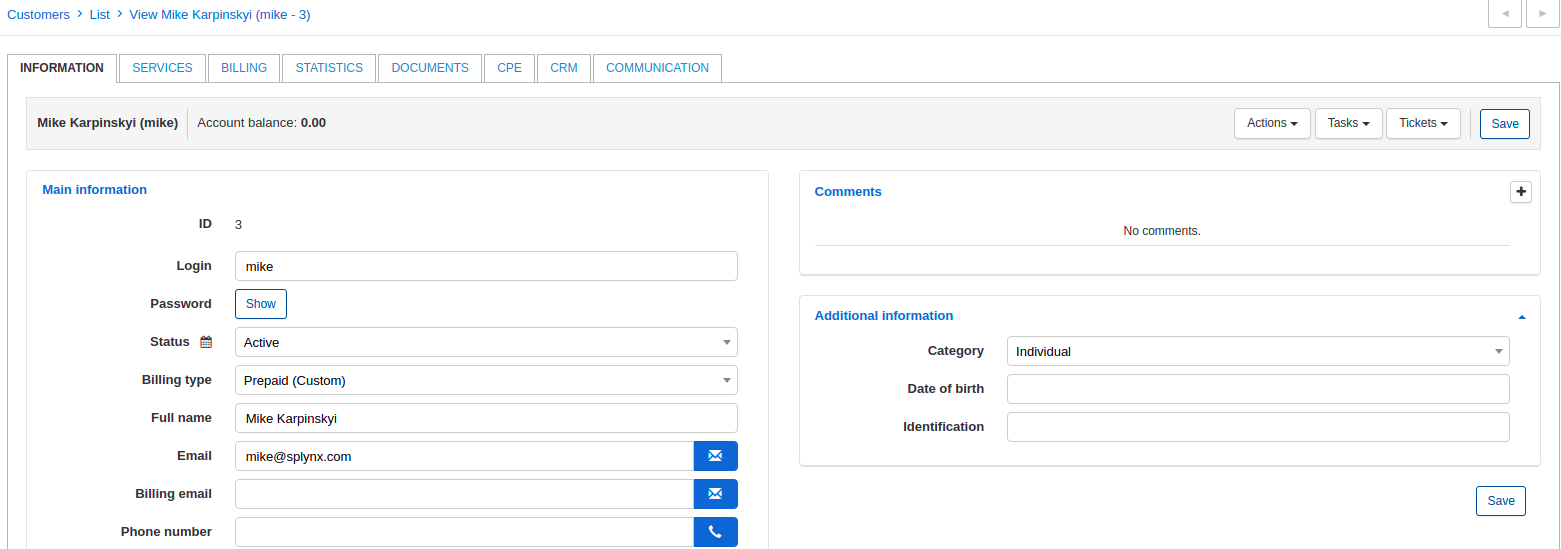 Customers > List > View Mike Karpinskyi (mike - 3)
INFORMATION SERVICES BILLING STATISTICS DOCUMENTS CPE CRM COMMUNICATION
Mike Karpinskyi (mike) Account balance: 0.00 Actions Tasks Tickets Save
Main information
ID 3
Login mike
Password Show
Status Active
Billing type Prepaid (Custom)
Full name Mike Karpinskyi
Email mike@splynx.com
Billing email
Phone number
Comments
No comments.
Additional information
Category Individual
Date of birth
Identification
Save